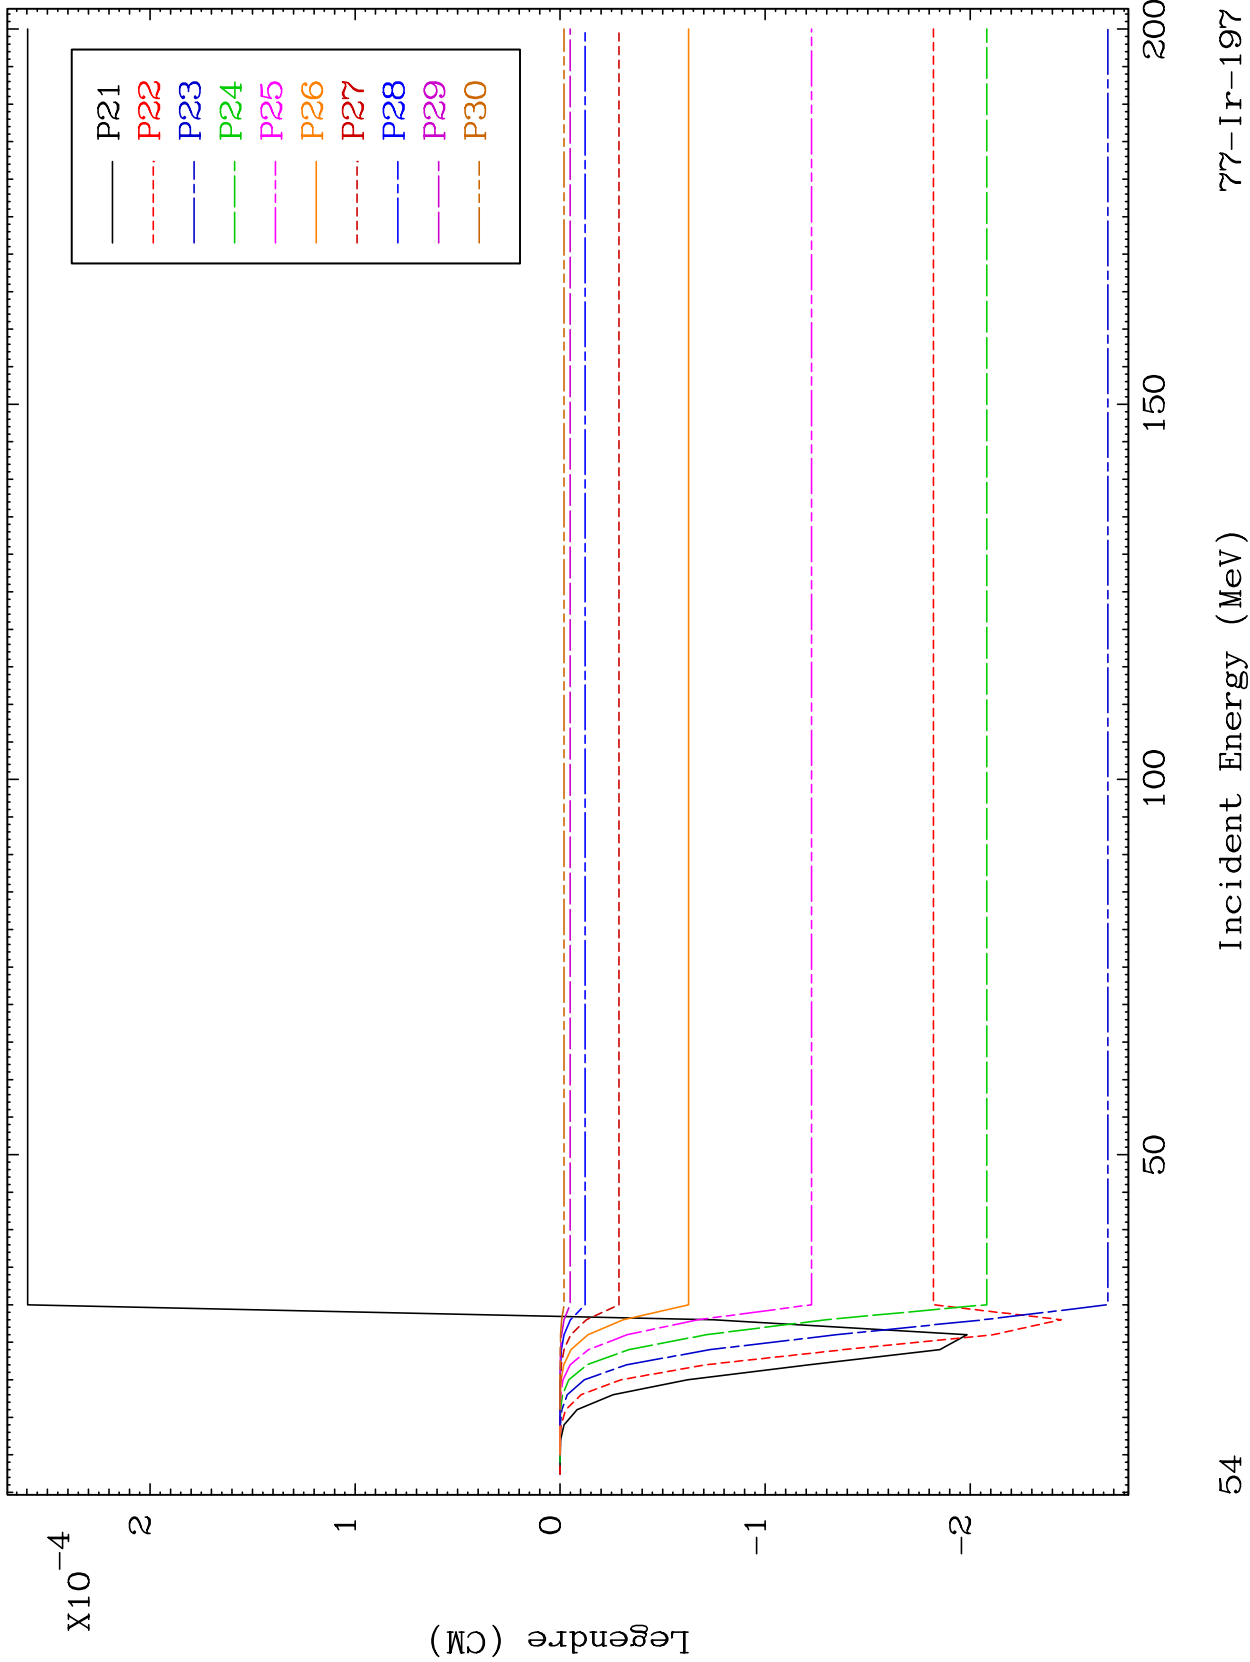 X10-4
2
1
0
-1
-2
Legendre (CM)
P21
P22
P23
P24
P25
P26
P27
P28
P29
P30
50
100
150
200
54
Incident Energy (MeV)
77-Ir-197